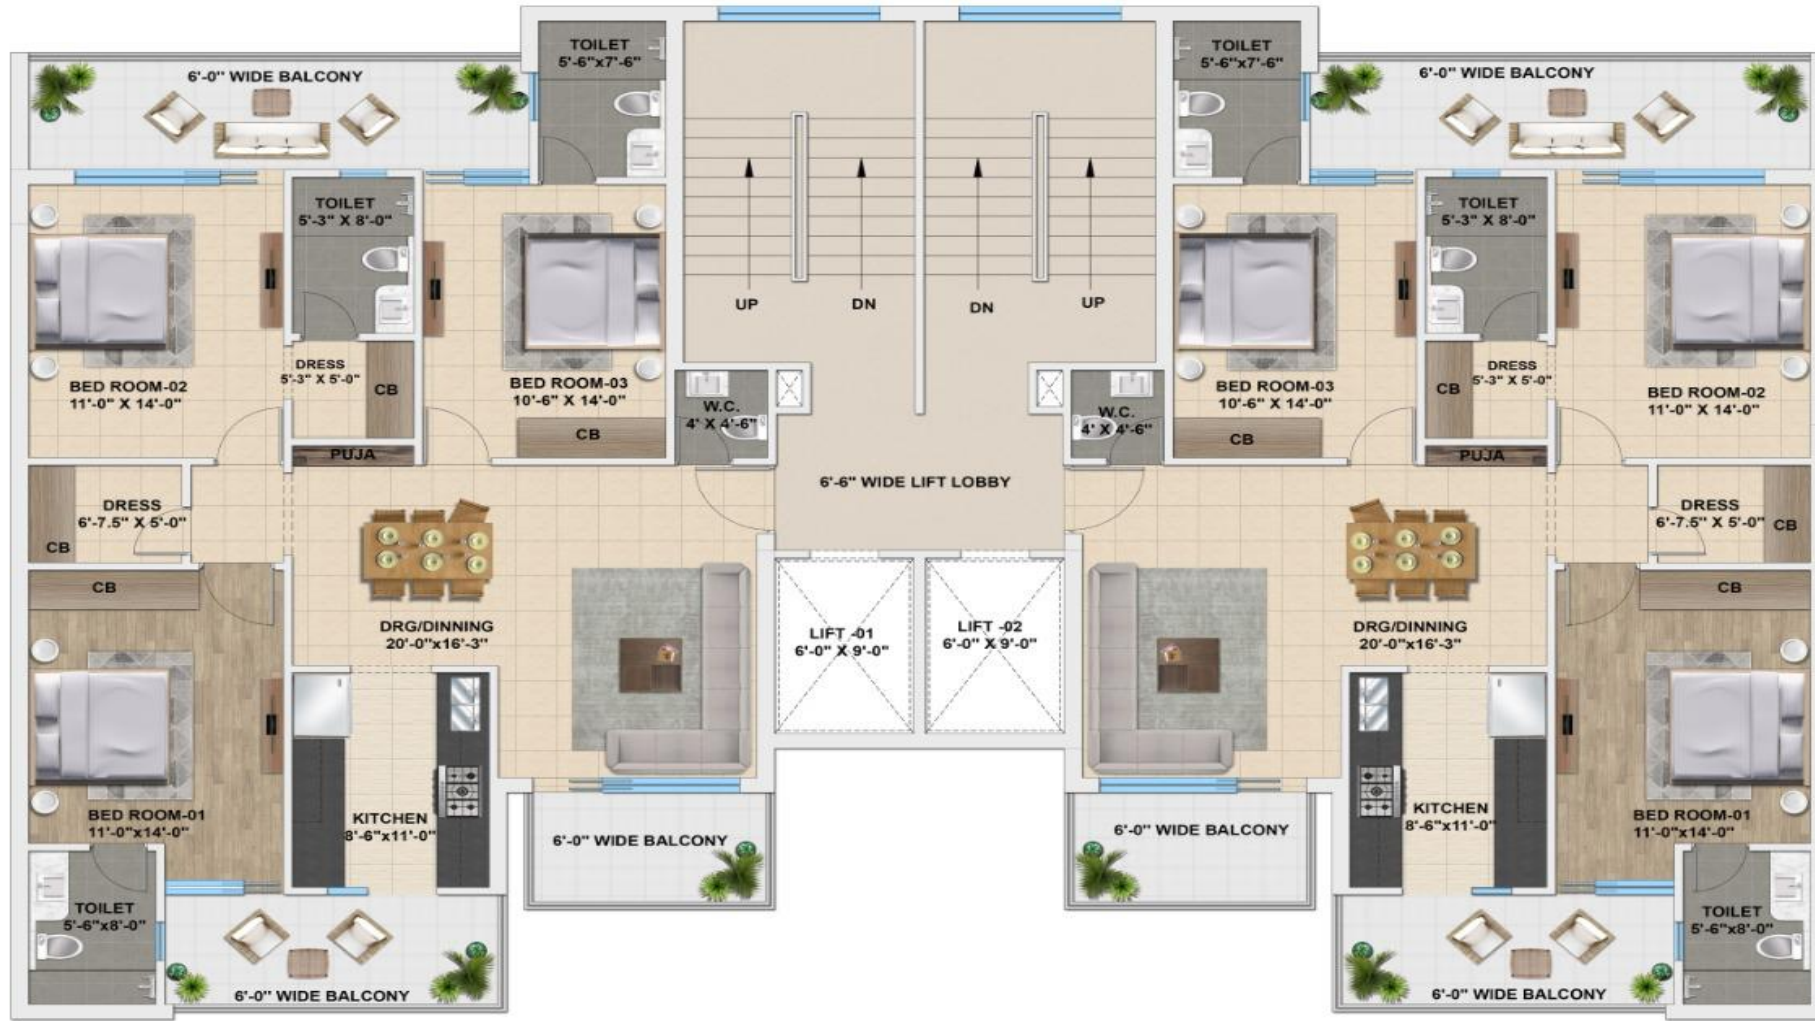 6'-0" WIDE BALCONY
TOILET
5'-6"x7'-6"
TOILET
5'-6"x7'-6"
6'-0" WIDE BALCONY
TOILET
5'-3" X 8'-0"
TOILET
5'-3" X 8'-0"
UP
DN
DN
UP
BED ROOM-02
11'-0" X 14'-0"
DRESS
5'-3" X 5'-0"
CB
BED ROOM-03
10'-6" X 14'-0"
CB
W.C.
4' X 4'-6"
W.C.
4' X 4'-6"
BED ROOM-03
10'-6" X 14'-0"
CB
CB
DRESS
5'-3" X 5'-0"
BED ROOM-02
11'-0" X 14'-0"
PUJA
PUJA
6'-6" WIDE LIFT LOBBY
DRESS
6'-7.5" X 5'-0"
CB
DRESS
6'-7.5" X 5'-0"
CB
CB
CB
DRG/DINNING
20'-0"x16'-3"
LIFT -01
6'-0" X 9'-0"
LIFT -02
6'-0" X 9'-0"
DRG/DINNING
20'-0"x16'-3"
BED ROOM-01
11'-0"x14'-0"
KITCHEN
8'-6"x11'-0"
6'-0" WIDE BALCONY
6'-0" WIDE BALCONY
KITCHEN
8'-6"x11'-0"
BED ROOM-01
11'-0"x14'-0"
TOILET
5'-6"x8'-0"
TOILET
5'-6"x8'-0"
6'-0" WIDE BALCONY
6'-0" WIDE BALCONY